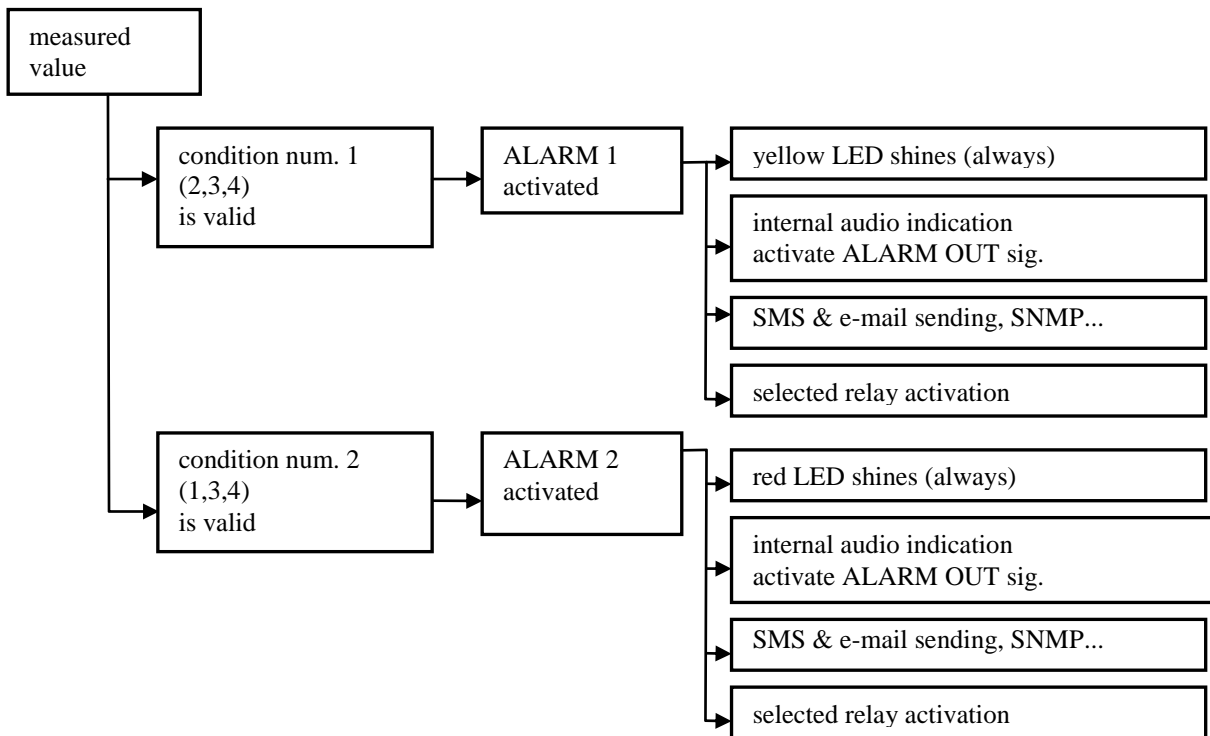 measured
value
condition num. 1
(2,3,4)
is valid
ALARM 1
activated
yellow LED shines (always)
internal audio indication
activate ALARM OUT sig.
SMS & e-mail sending, SNMP...
selected relay activation
condition num. 2
(1,3,4)
is valid
ALARM 2
activated
red LED shines (always)
internal audio indication
activate ALARM OUT sig.
SMS & e-mail sending, SNMP...
selected relay activation